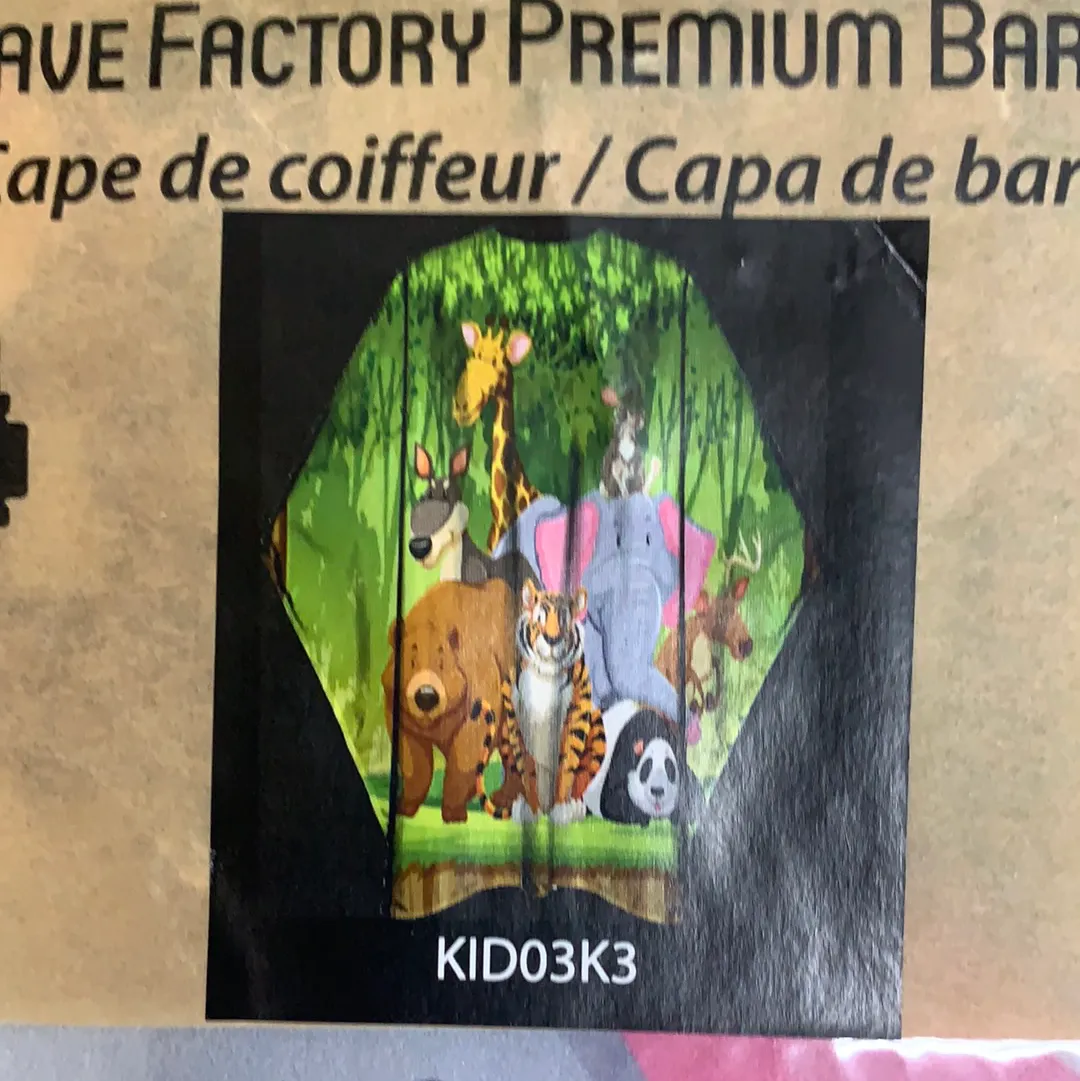 AVE FACTORY PREMIUM BAR
Cape de coiffeur / Capa de bar
KID03K3